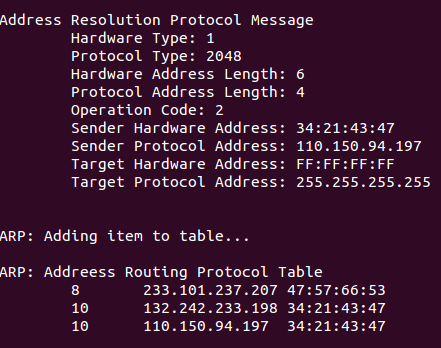 Address Resolution Protocol Message
Hardware Type: 1
Protocol Type: 2048
Hardware Address Length: 6
Protocol Address Length: 4
Operation Code: 2
Sender Hardware Address: 34:21:43:47
Sender Protocol Address: 110.150.94.197
Target Hardware Address: FF:FF:FF:FF
Target Protocol Address: 255.255.255.255
ARP: Adding item to table...
ARP: Addreess Routing Protocol Table
8 233.101.237.207 47:57:66:53
10 132.242.233.198 34:21:43:47
10 110.150.94.197 34:21:43:47